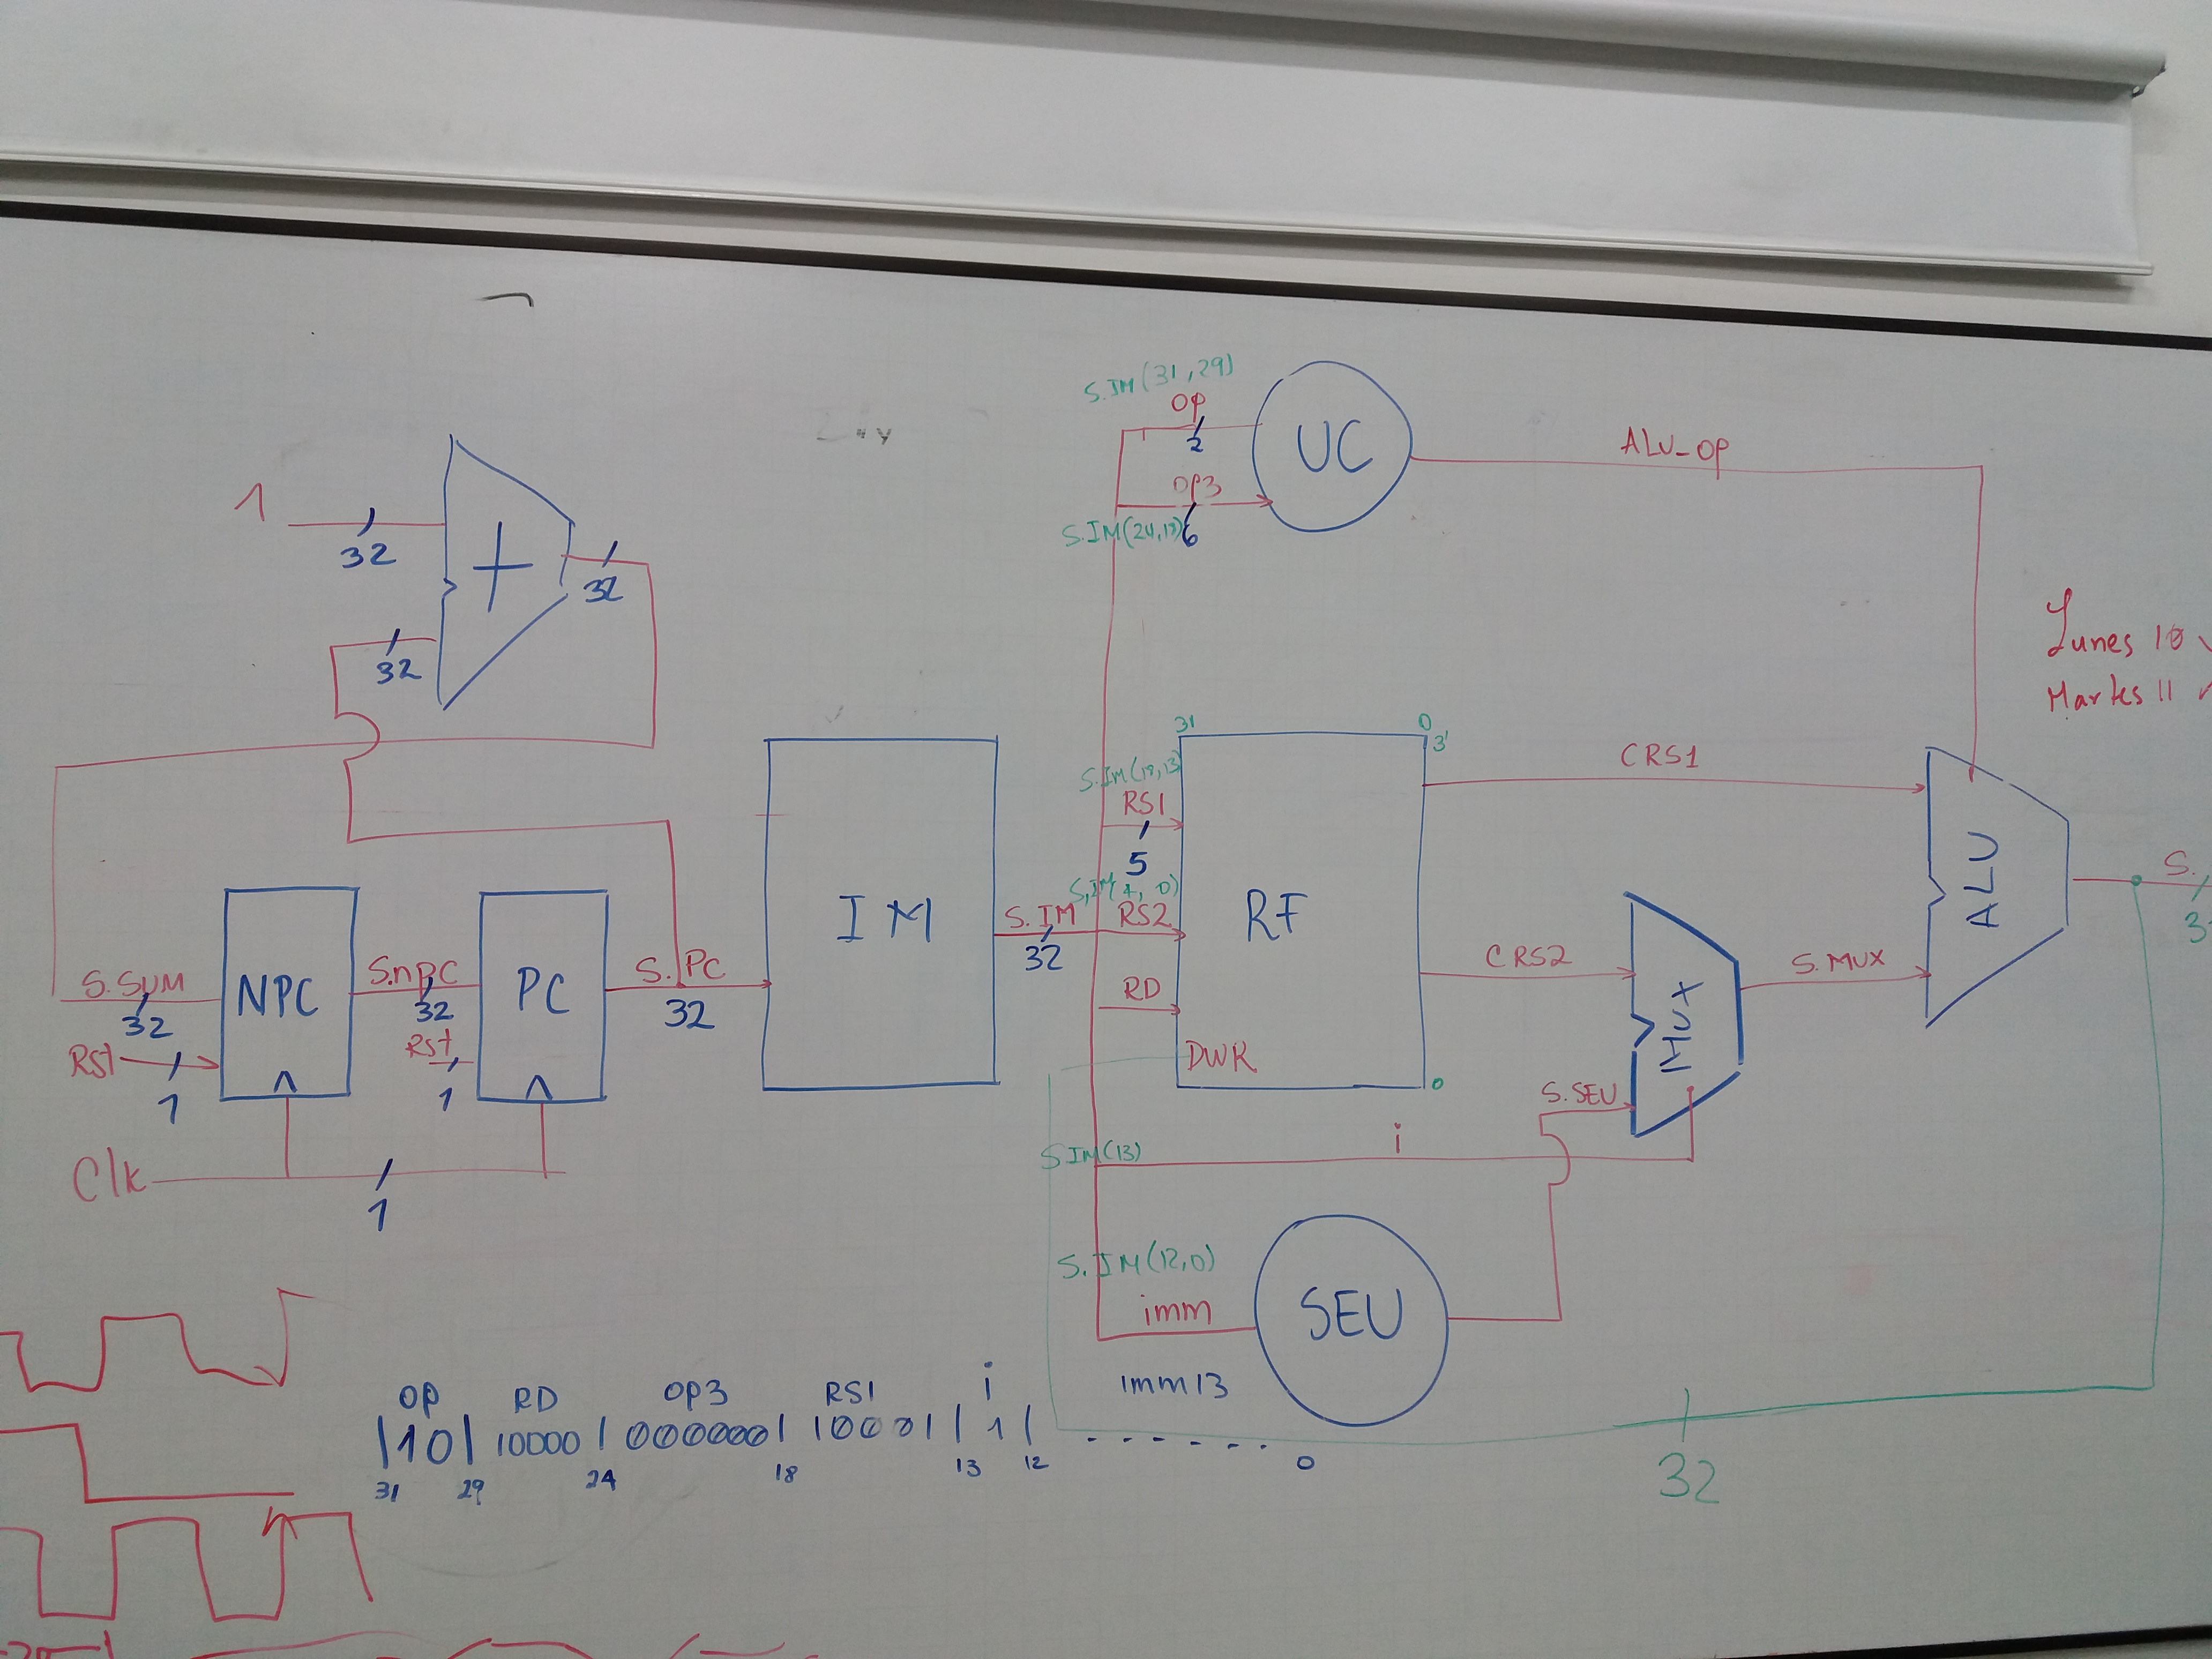 S.IM(31,29)
OP
2
UC
ALU_OP
OP3
S.IM(24,18)
6
1
32
+
32
32
Lunes 10
Martes 11
31
0
31
S.IM(18,13)
RS1
5
CRS1
S.IM(4, 0)
S.IM
32
RS2
IM
RF
RD
DWR
0
CRS2
MUX
S.MUX
ALU
S.
S.SUM
32
NPC
S.nPC
32
PC
S.PC
32
Rst
1
Rst
1
Clk
1
S.SEU
S IM(13)
i
S.IM(12,0)
imm
SEU
OP RD OP3 RS1 i imm13
|10| 10000 | 000000 | 10001 | 1 | - - - - - -
31 29 24 18 13 12 0
32